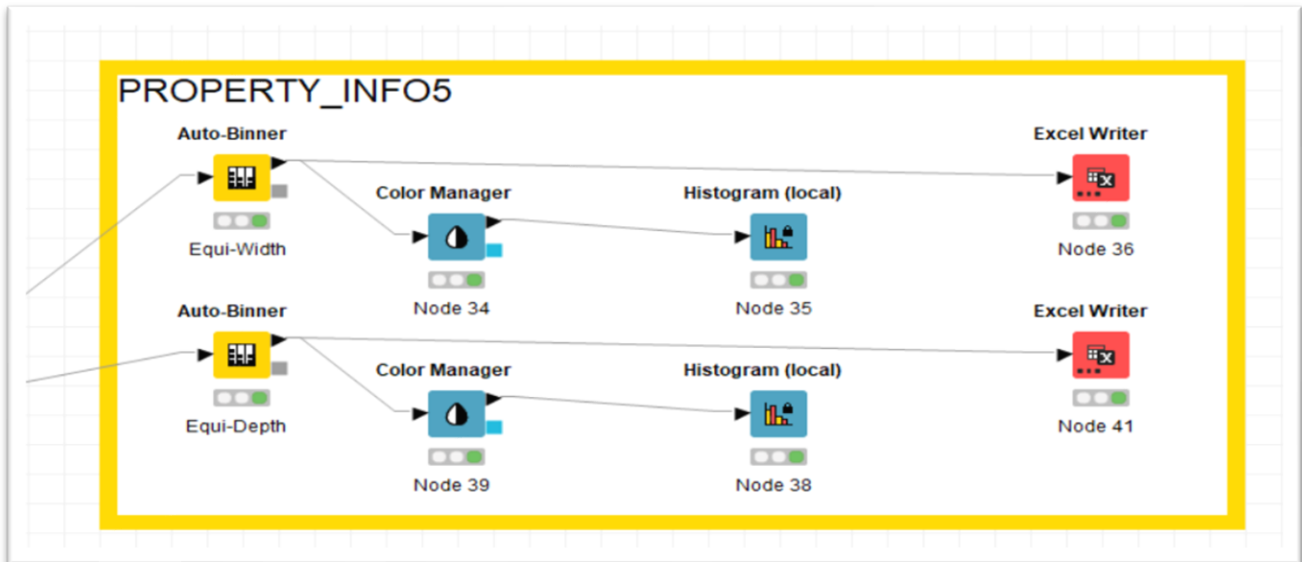 PROPERTY_INFO5
Auto-Binner
Excel Writer
Color Manager
Histogram (local)
Equi-Width
Node 36
Node 34
Node 35
Auto-Binner
Excel Writer
Color Manager
Histogram (local)
Equi-Depth
Node 41
Node 39
Node 38